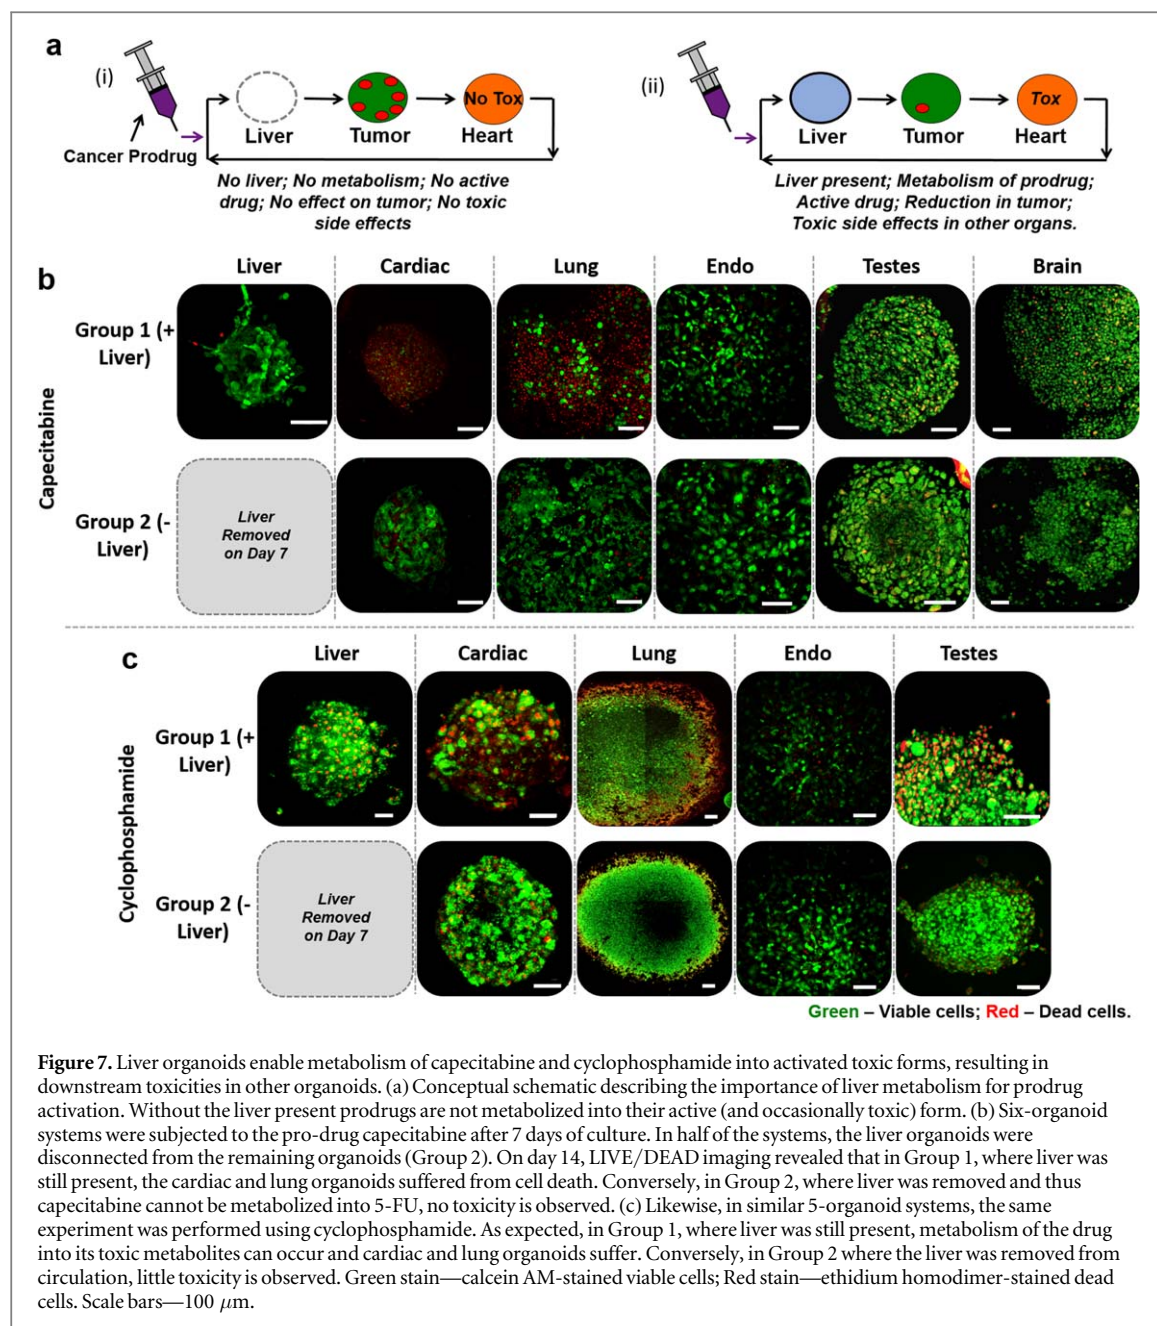 a
(i)
Cancer Prodrug
Liver
Tumor
No Tox
Heart
No liver; No metabolism; No active
drug; No effect on tumor; No toxic
side effects
(ii)
Liver
Tumor
Tox
Heart
Liver present; Metabolism of prodrug;
Active drug; Reduction in tumor;
Toxic side effects in other organs.
b
Liver Cardiac Lung Endo Testes Brain
Capecitabine
Group 1 (+
Liver)
Group 2 (-
Liver)
Liver
Removed
on Day 7
c
Liver Cardiac Lung Endo Testes
Cyclophosphamide
Group 1 (+
Liver)
Group 2 (-
Liver)
Liver
Removed
on Day 7
Green – Viable cells; Red – Dead cells.
Figure 7. Liver organoids enable metabolism of capecitabine and cyclophosphamide into activated toxic forms, resulting in
downstream toxicities in other organoids. (a) Conceptual schematic describing the importance of liver metabolism for prodrug
activation. Without the liver present prodrugs are not metabolized into their active (and occasionally toxic) form. (b) Six-organoid
systems were subjected to the pro-drug capecitabine after 7 days of culture. In half of the systems, the liver organoids were
disconnected from the remaining organoids (Group 2). On day 14, LIVE/DEAD imaging revealed that in Group 1, where liver was
still present, the cardiac and lung organoids suffered from cell death. Conversely, in Group 2, where liver was removed and thus
capecitabine cannot be metabolized into 5-FU, no toxicity is observed. (c) Likewise, in similar 5-organoid systems, the same
experiment was performed using cyclophosphamide. As expected, in Group 1, where liver was still present, metabolism of the drug
into its toxic metabolites can occur and cardiac and lung organoids suffer. Conversely, in Group 2 where the liver was removed from
circulation, little toxicity is observed. Green stain—calcein AM-stained viable cells; Red stain—ethidium homodimer-stained dead
cells. Scale bars—100 μm.